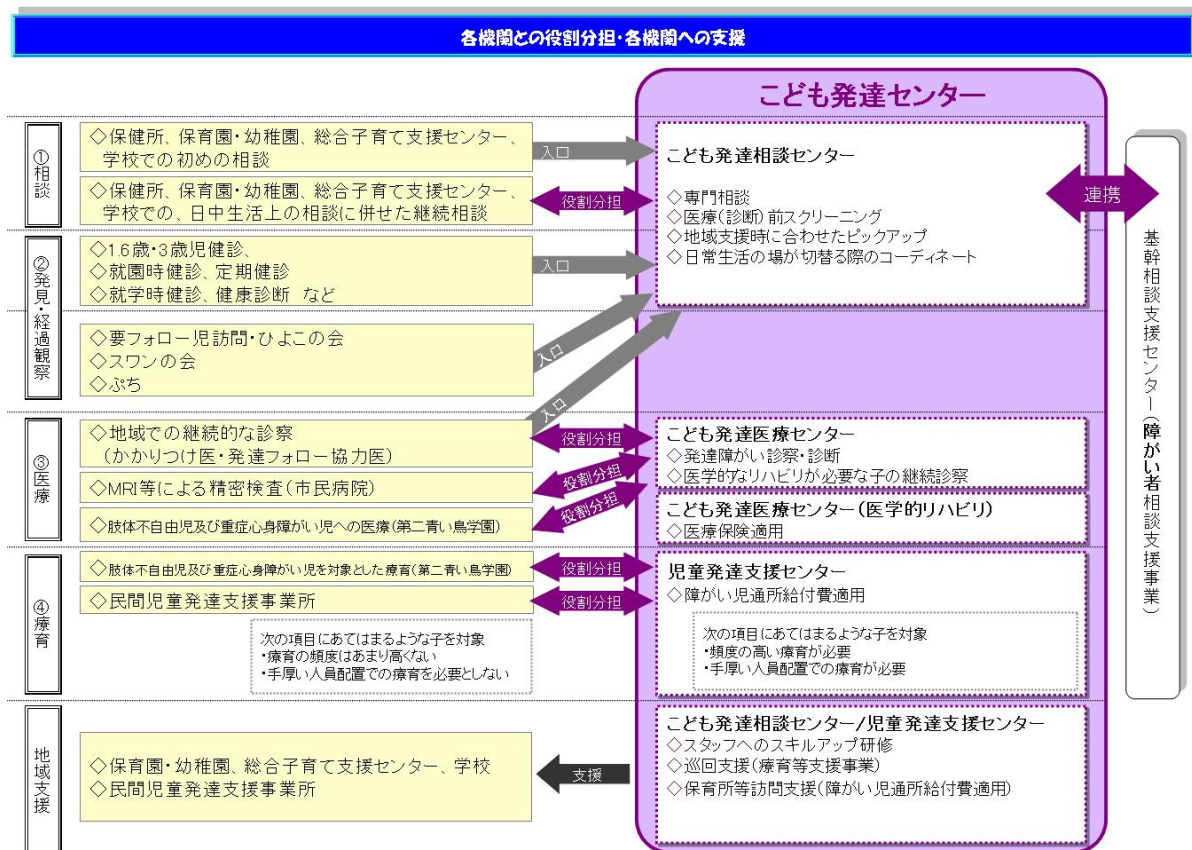 各機関との役割分担・各機関への支援
こども発達センター
①相談
◇保健所、保育園・幼稚園、総合子育て支援センター、
学校での初めの相談
入口
◇保健所、保育園・幼稚園、総合子育て支援センター、
学校での、日中生活上の相談に併せた継続相談
役割分担
こども発達相談センター
◇専門相談
◇医療(診断)前スクリーニング
◇地域支援時に合わせたピックアップ
◇日常生活の場が切替る際のコーディネート
連携
基幹相談支援センター(障がい者相談支援事業)
②発見・経過観察
◇1.6歳・3歳児健診、
◇就園時健診、定期健診
◇就学時健診、健康診断 など
入口
◇要フォロー児訪問・ひよこの会
◇スワンの会
◇ぷち
入口
③医療
◇地域での継続的な診察
(かかりつけ医・発達フォロー協力医)
入口
役割分担
◇MRI等による精密検査(市民病院)
役割分担
◇肢体不自由児及び重症心身障がい児への医療(第二青い鳥学園)
役割分担
こども発達医療センター
◇発達障がい診察・診断
◇医学的なリハビリが必要な子の継続診察
こども発達医療センター(医学的リハビリ)
◇医療保険適用
④療育
◇肢体不自由児及び重症心身障がい児を対象とした療育(第二青い鳥学園)
役割分担
◇民間児童発達支援事業所
役割分担
次の項目にあてはまるような子を対象
・療育の頻度はあまり高くない
・手厚い人員配置での療育を必要としない
児童発達支援センター
◇障がい児通所給付費適用
次の項目にあてはまるような子を対象
・頻度の高い療育が必要
・手厚い人員配置での療育が必要
地域支援
◇保育園・幼稚園、総合子育て支援センター、学校
◇民間児童発達支援事業所
支援
こども発達相談センター/児童発達支援センター
◇スタッフへのスキルアップ研修
◇巡回支援(療育等支援事業)
◇保育所等訪問支援(障がい児通所給付費適用)